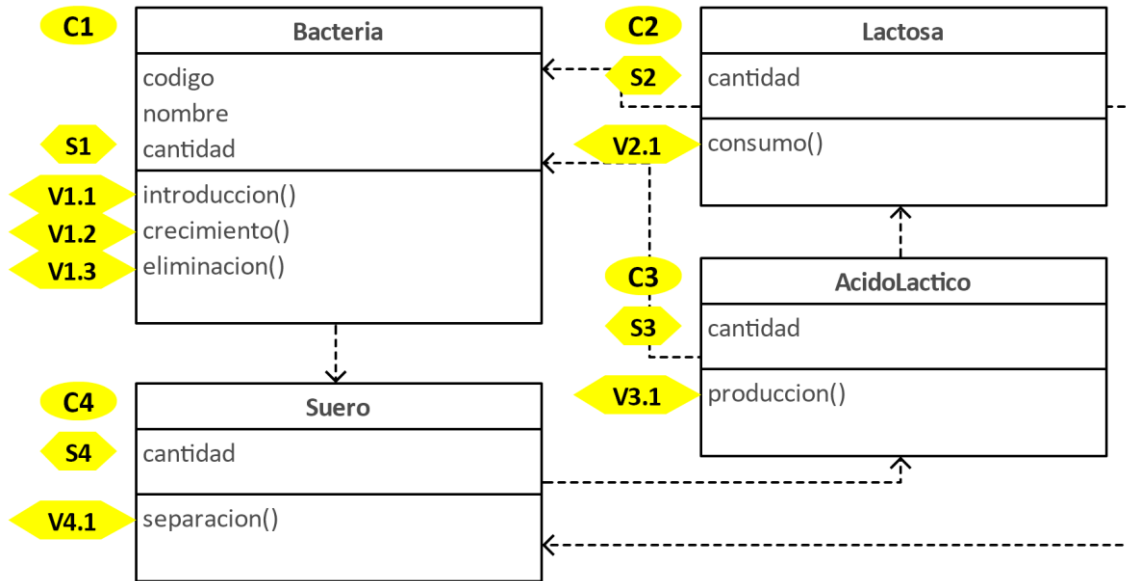 C1
Bacteria
codigo
nombre
S1
cantidad
V1.1
introduccion()
V1.2
crecimiento()
V1.3
eliminacion()
C2
Lactosa
S2
cantidad
V2.1
consumo()
C3
AcidoLactico
S3
cantidad
V3.1
produccion()
C4
Suero
S4
cantidad
V4.1
separacion()